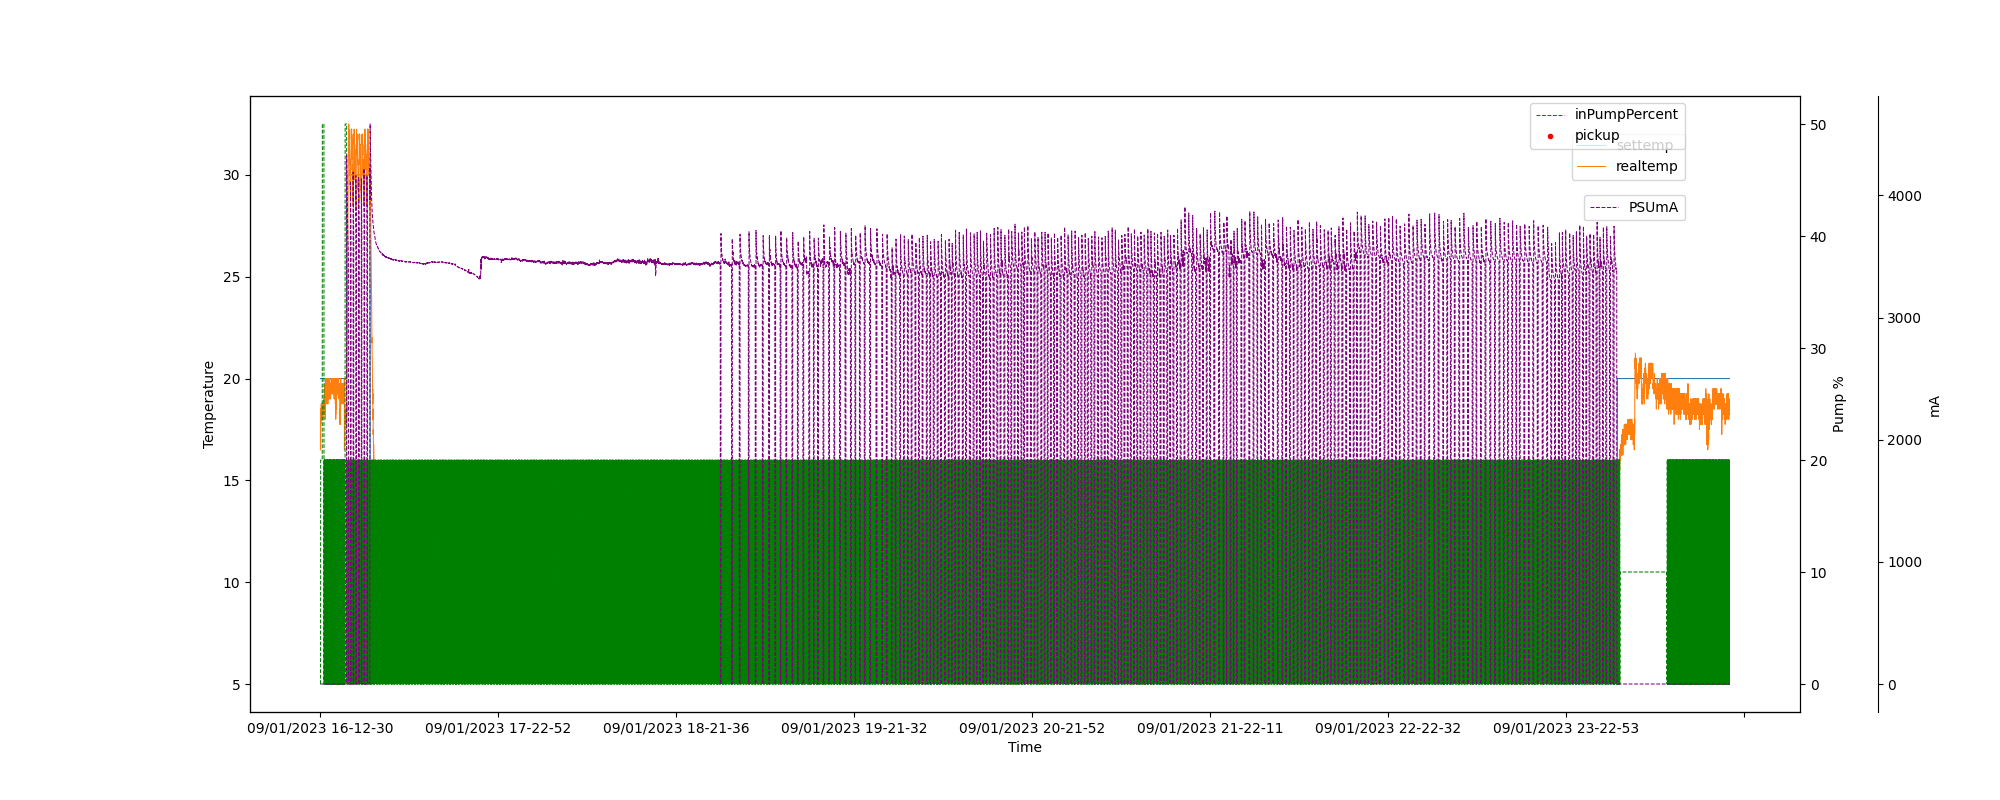 inPumpPercent
pickup
settemp
realtemp
PSUmA
30
25
20
15
10
5
Temperature
50
40
30
20
10
0
Pump %
4000
3000
2000
1000
0
mA
09/01/2023 16-12-30
09/01/2023 17-22-52
09/01/2023 18-21-36
09/01/2023 19-21-32
09/01/2023 20-21-52
09/01/2023 21-22-11
09/01/2023 22-22-32
09/01/2023 23-22-53
Time